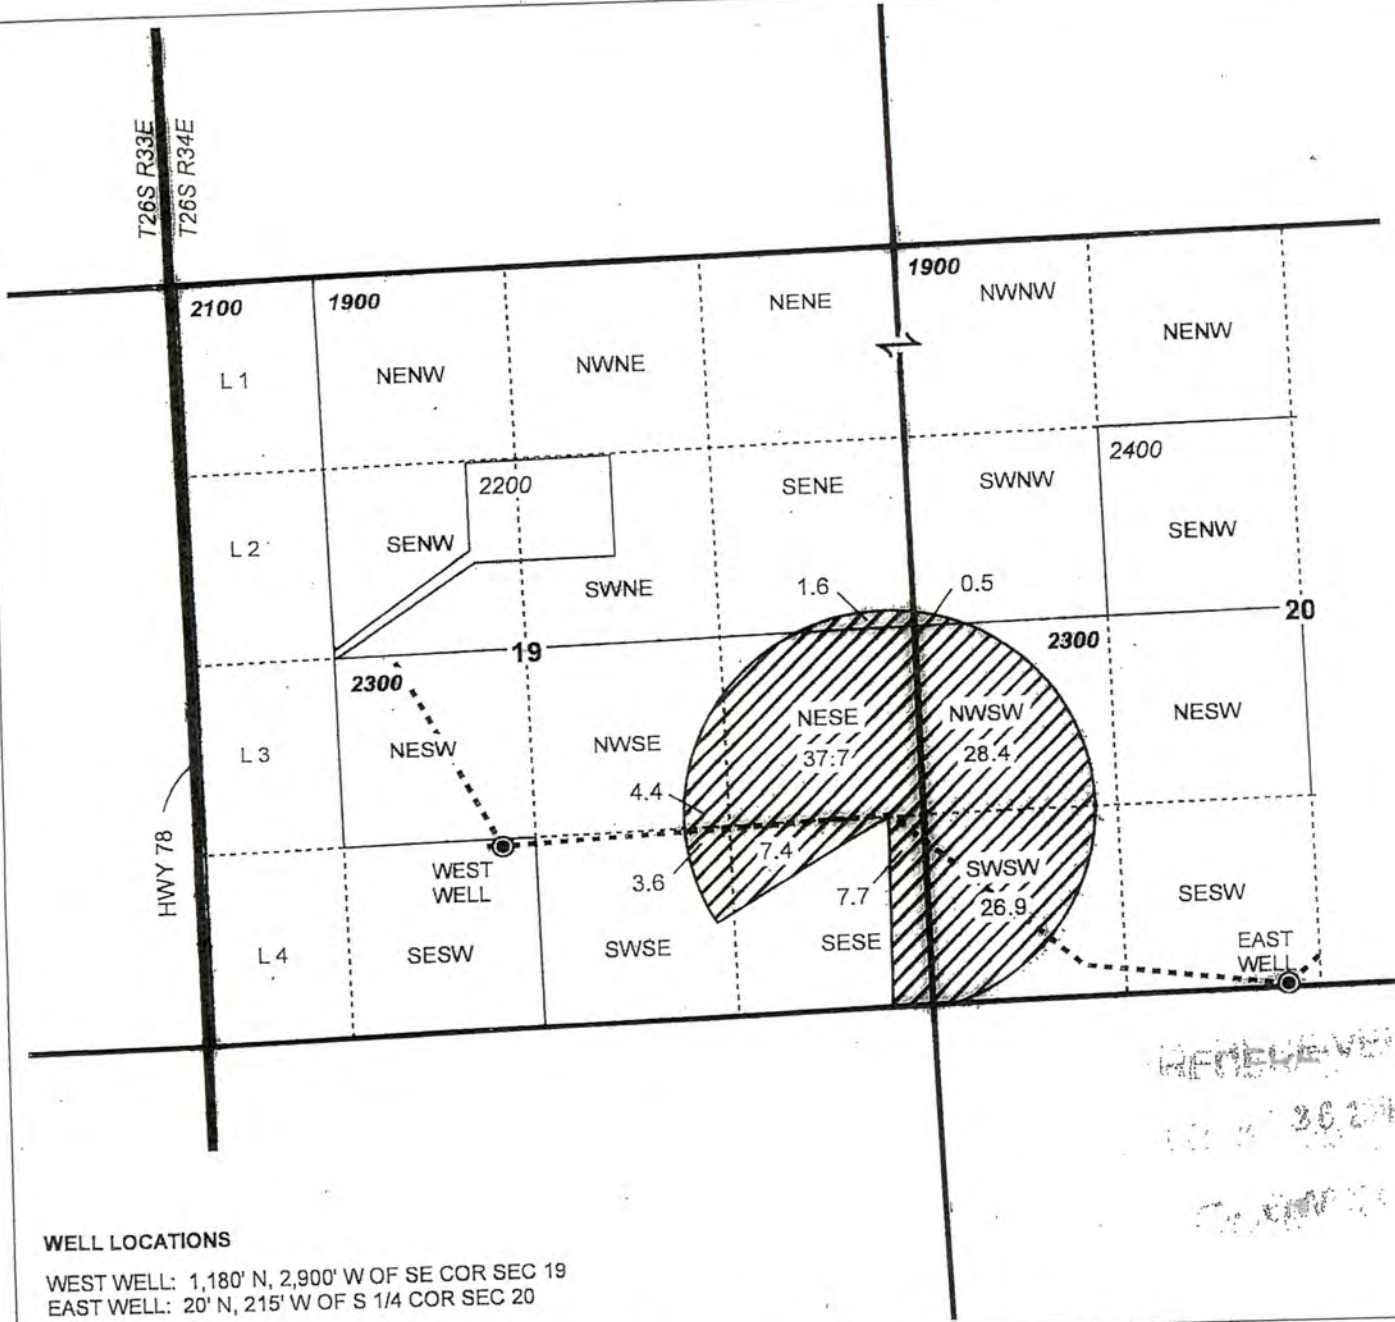 T26S R33E
T26S R34E
2100
1900
1900
NENE
NWNW
NENW
L 1
NENW
NWNE
2200
SENE
SWNW
2400
L 2
SENW
SENW
SWNE
1.6
0.5
19
2300
20
2300
NESE
37.7
NWSW
28.4
NESW
L 3
NESW
NWSE
4.4
HWY 78
WEST
WELL
3.6
7.4
7.7
SWSW
26.9
SESW
L 4
SESW
SWSE
SESE
EAST
WELL
WELL LOCATIONS
WEST WELL: 1,180' N, 2,900' W OF SE COR SEC 19
EAST WELL: 20' N, 215' W OF S 1/4 COR SEC 20